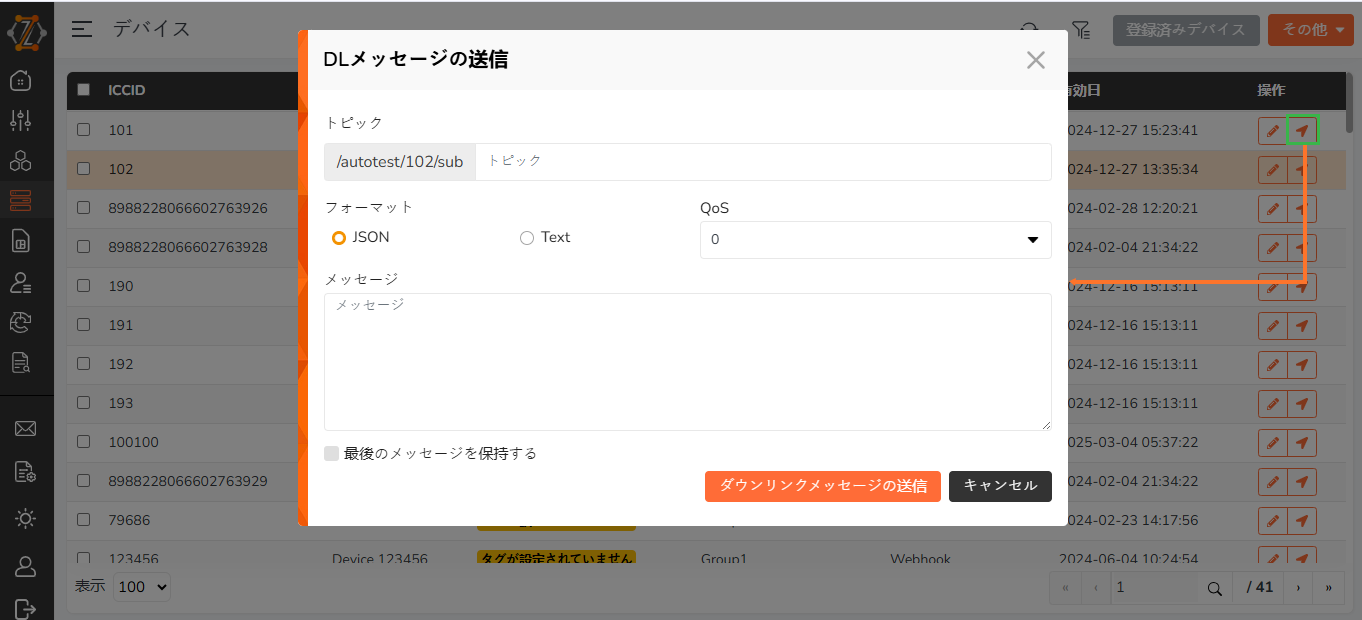 デバイス
登録済みデバイス
その他
ICCID
有効日
操作
101
2024-12-27 15:23:41
102
2024-12-27 13:35:34
8988228066602763926
2024-02-28 12:20:21
8988228066602763928
2024-02-04 21:34:22
190
2024-12-16 15:13:11
191
2024-12-16 15:13:11
192
2024-12-16 15:13:11
193
2024-12-16 15:13:11
100100
2025-03-04 05:37:22
8988228066602763929
2024-02-04 21:34:22
79686
2024-02-23 14:17:56
123456 Device 123456 タグが設定されていません Group1 Webhook 2024-06-04 10:24:54
表示 100
« ‹ 1 / 41 › »
DLメッセージの送信
トピック
/autotest/102/sub トピック
フォーマット QoS
JSON Text 0
メッセージ
メッセージ
最後のメッセージを保持する
ダウンリンクメッセージの送信 キャンセル